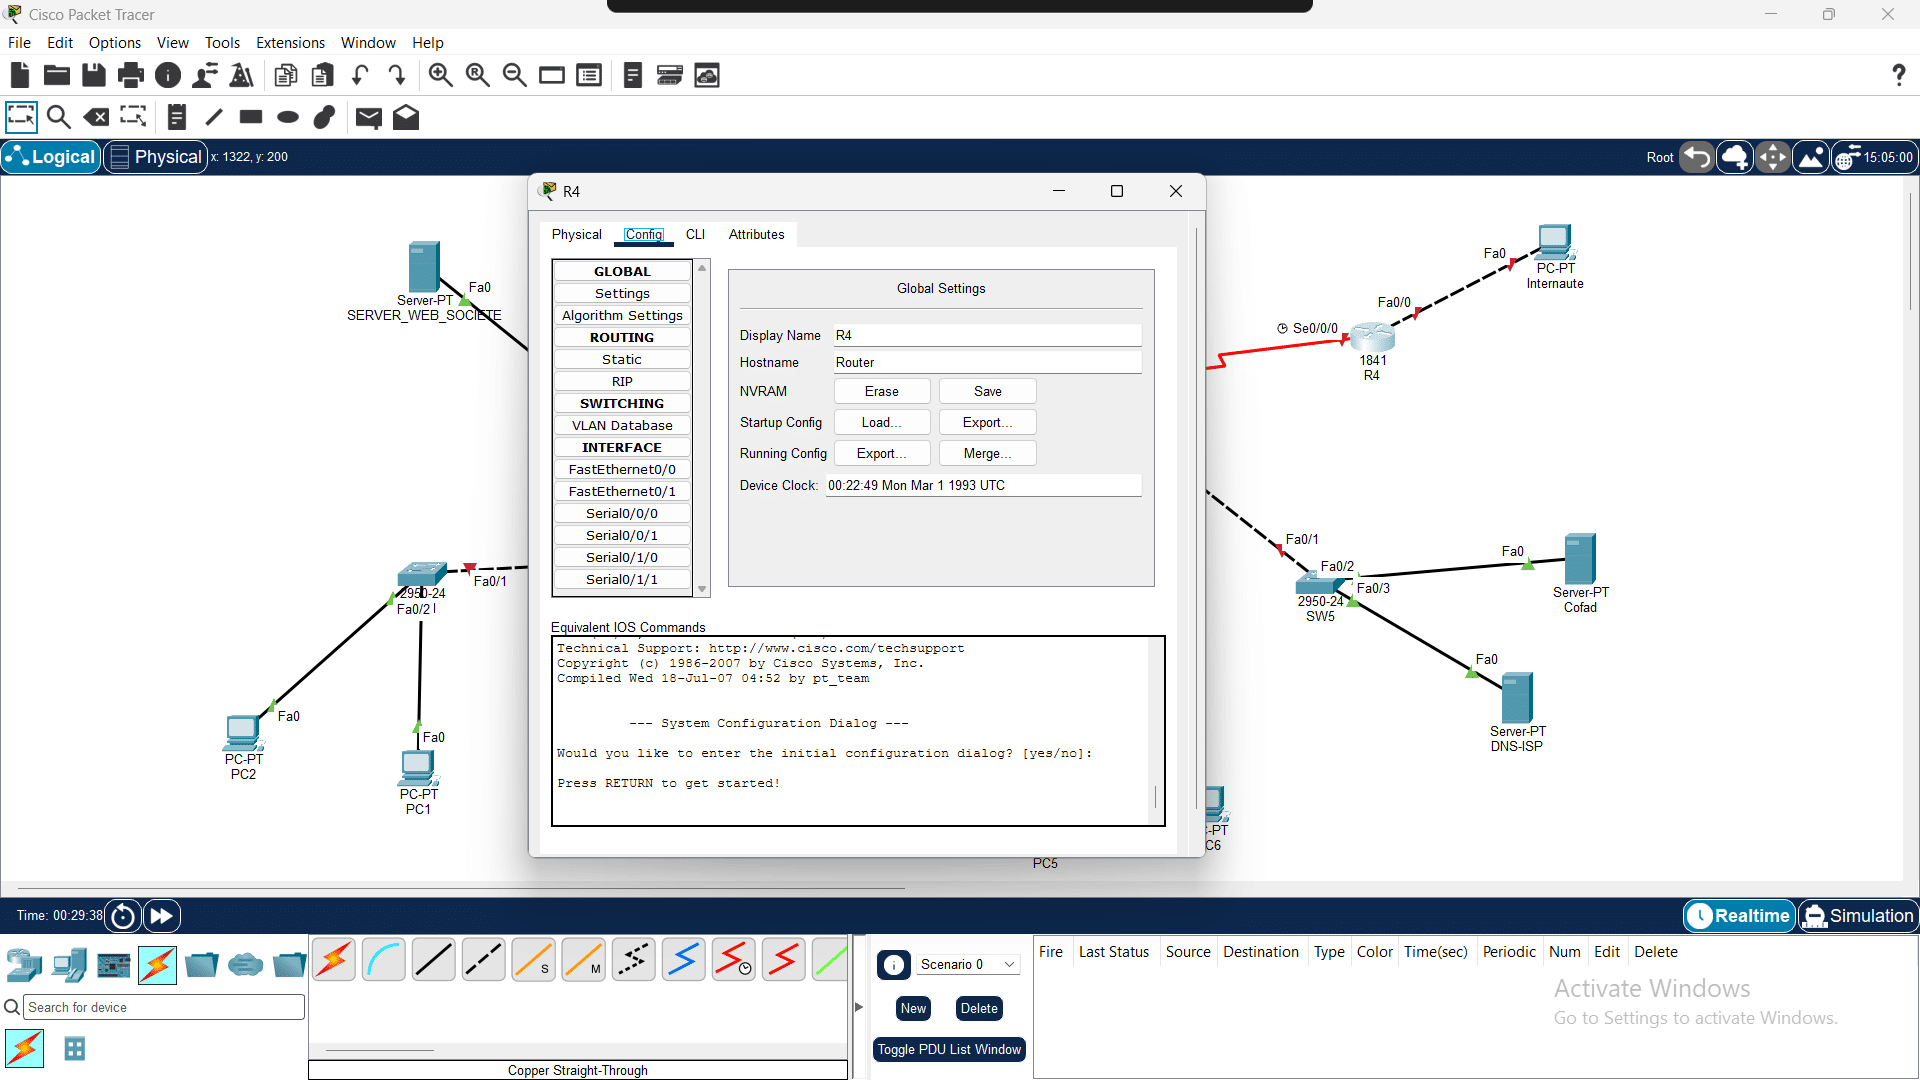 Cisco Packet Tracer
File Edit Options View Tools Extensions Window Help
Logical Physical x: 1322, y: 200 Root 15:05:00
R4
Physical Config CLI Attributes
GLOBAL
Settings
Algorithm Settings
ROUTING
Static
RIP
SWITCHING
VLAN Database
INTERFACE
FastEthernet0/0
FastEthernet0/1
Serial0/0/0
Serial0/0/1
Serial0/1/0
Serial0/1/1
Global Settings
Display Name R4
Hostname Router
NVRAM Erase Save
Startup Config Load... Export...
Running Config Export... Merge...
Device Clock: 00:22:49 Mon Mar 1 1993 UTC
Equivalent IOS Commands
Technical Support: http://www.cisco.com/techsupport
Copyright (c) 1986-2007 by Cisco Systems, Inc.
Compiled Wed 18-Jul-07 04:52 by pt_team
--- System Configuration Dialog ---
Would you like to enter the initial configuration dialog? [yes/no]:
Press RETURN to get started!
Fa0
Server-PT
SERVER_WEB_SOCIETE
Fa0/1
2950-24
Fa0/2
Fa0
PC-PT
PC2
Fa0
PC-PT
PC1
Fa0
PC-PT
Internaute
Fa0/0
Se0/0/0
1841
R4
Fa0/1
Fa0/2
Fa0/3
2950-24
SW5
Fa0
Server-PT
Cofad
Fa0
Server-PT
DNS-ISP
-PT
C6
PC5
Time: 00:29:38 Realtime Simulation
Search for device
Copper Straight-Through
S
M
Scenario 0
New Delete
Toggle PDU List Window
Fire Last Status Source Destination Type Color Time(sec) Periodic Num Edit Delete
Activate Windows
Go to Settings to activate Windows.